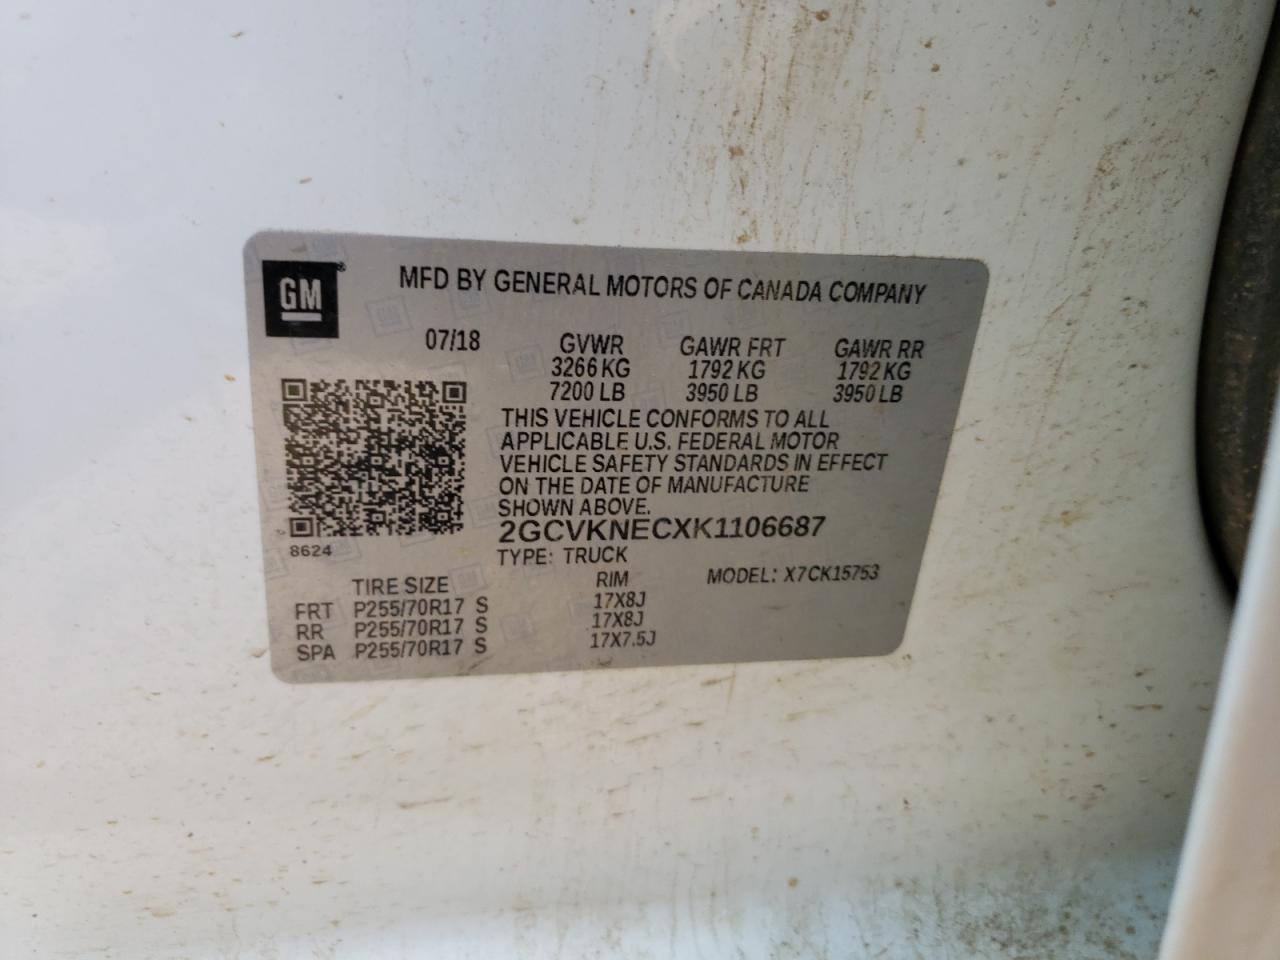 GM
MFD BY GENERAL MOTORS OF CANADA COMPANY
07/18 GVWR GAWR FRT GAWR RR
3266 KG 1792 KG 1792 KG
7200 LB 3950 LB 3950 LB
THIS VEHICLE CONFORMS TO ALL
APPLICABLE U.S. FEDERAL MOTOR
VEHICLE SAFETY STANDARDS IN EFFECT
ON THE DATE OF MANUFACTURE
SHOWN ABOVE.
2GCVKNECXK1106687
8624
TYPE: TRUCK
MODEL: X7CK15753
TIRE SIZE RIM
FRT P255/70R17 S 17X8J
RR P255/70R17 S 17X8J
SPA P255/70R17 S 17X7.5J